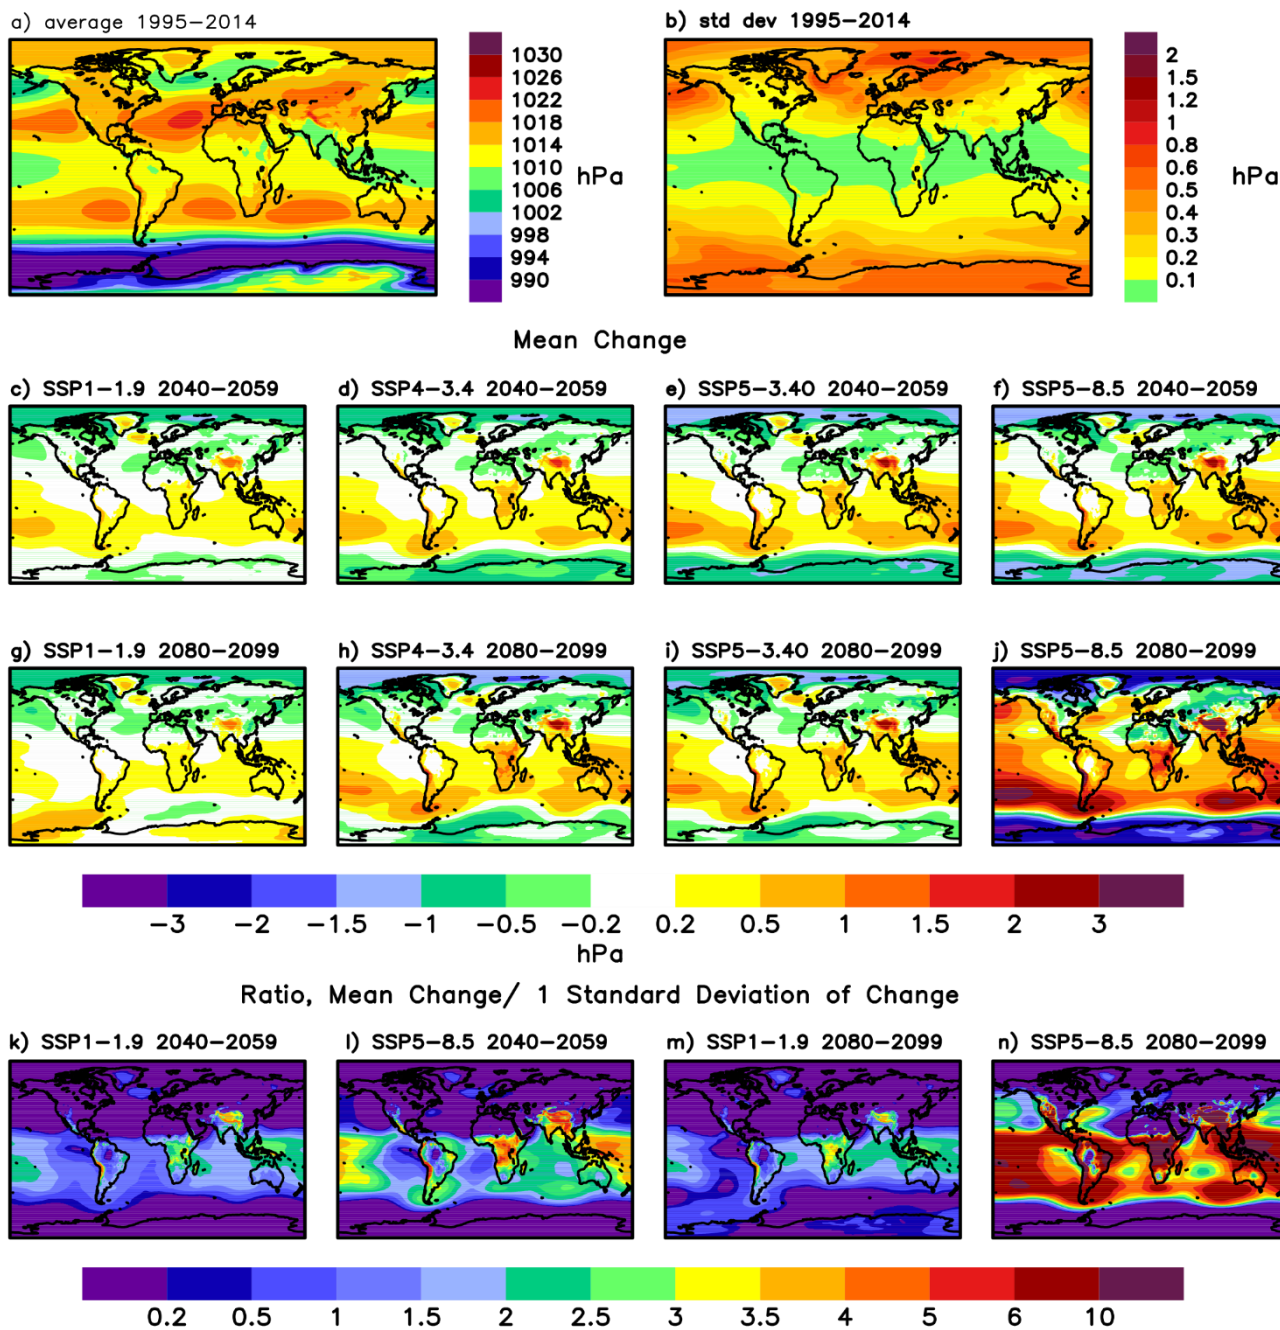 a) average 1995-2014
b) std dev 1995-2014
1030
1026
1022
1018
1014
1010
1006
1002
998
994
990
hPa
2
1.5
1.2
1
0.8
0.6
0.5
0.4
0.3
0.2
0.1
hPa
Mean Change
c) SSP1-1.9 2040-2059
d) SSP4-3.4 2040-2059
e) SSP5-3.4O 2040-2059
f) SSP5-8.5 2040-2059
g) SSP1-1.9 2080-2099
h) SSP4-3.4 2080-2099
i) SSP5-3.4O 2080-2099
j) SSP5-8.5 2080-2099
-3 -2 -1.5 -1 -0.5 -0.2 0.2 0.5 1 1.5 2 3
hPa
Ratio, Mean Change/ 1 Standard Deviation of Change
k) SSP1-1.9 2040-2059
l) SSP5-8.5 2040-2059
m) SSP1-1.9 2080-2099
n) SSP5-8.5 2080-2099
0.2 0.5 1 1.5 2 2.5 3 3.5 4 5 6 10